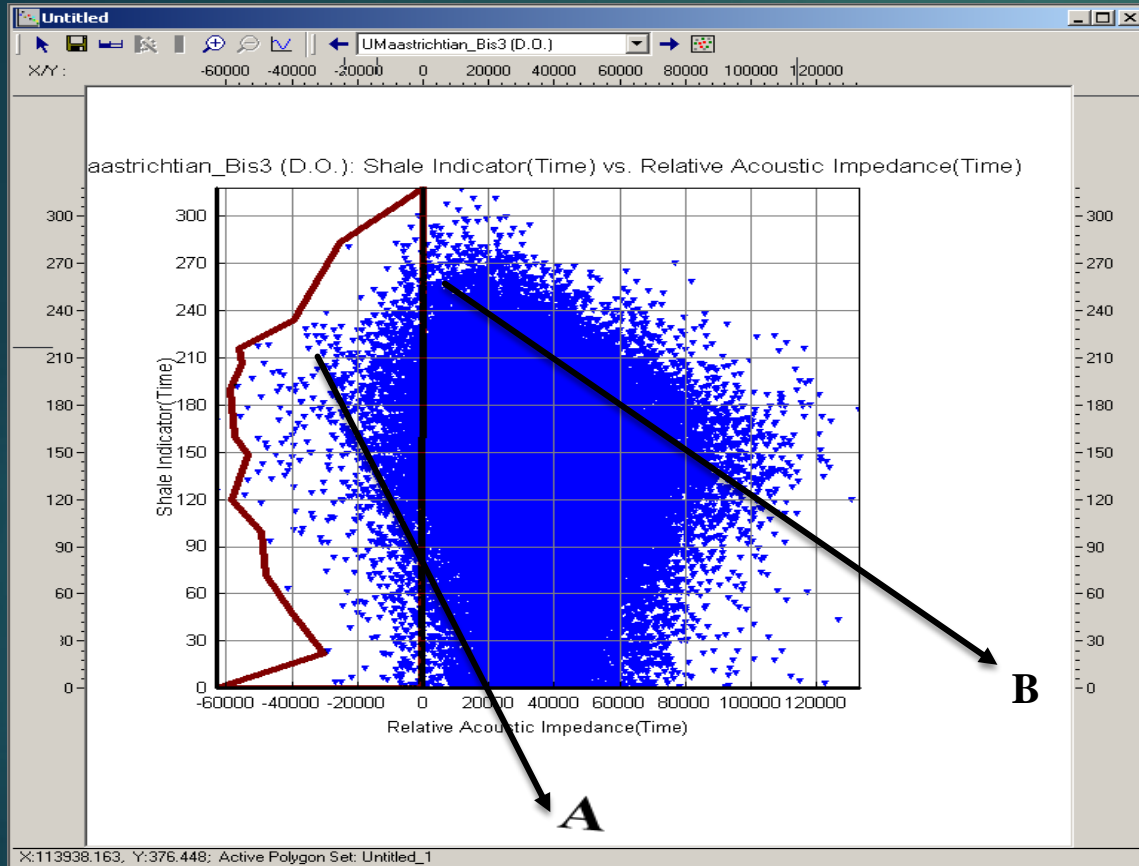 Untitled
UMaastrichtian_Bis3 (D.O.)
X/Y :
-60000 -40000 -20000 0 20000 40000 60000 80000 100000 120000
aastrichtian_Bis3 (D.O.): Shale Indicator(Time) vs. Relative Acoustic Impedance(Time)
300 300 300
270 270 270
240 240 240
210 210 210
180 180 180
150 150 150
120 120 120
90 90 90
60 60 60
30 30 30
0 0 0
Shale Indicator(Time)
-60000 -40000 -20000 0 20000 40000 60000 80000 100000 120000
Relative Acoustic Impedance(Time)
B
A
X:113938.163, Y:376.448; Active Polygon Set: Untitled_1